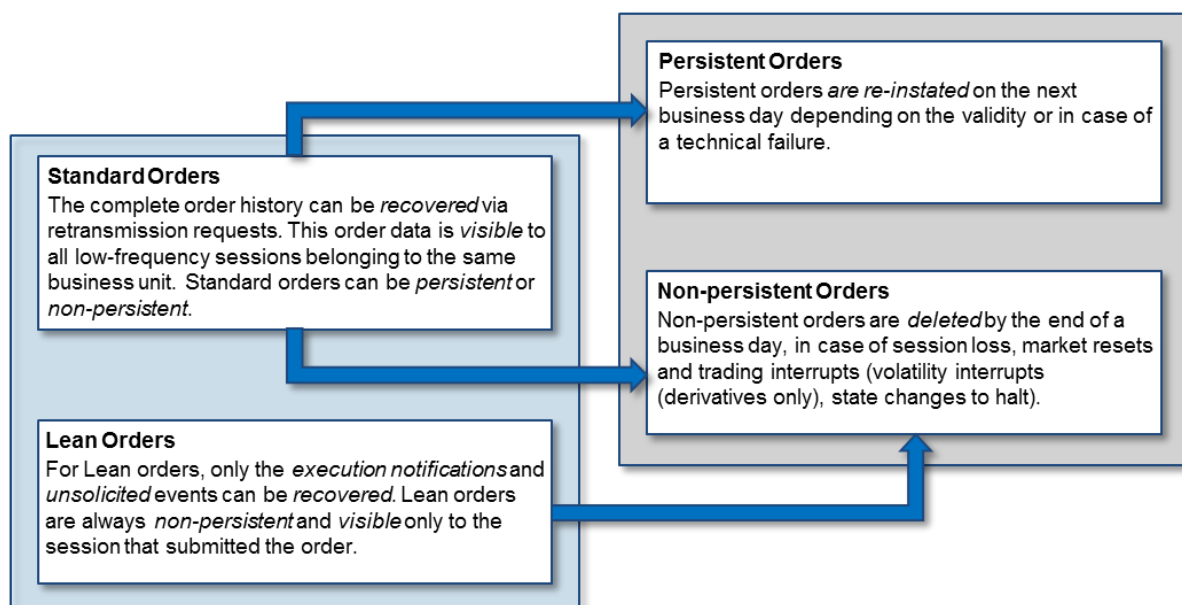 Persistent Orders
Persistent orders are re-instated on the next
business day depending on the validity or in case of
a technical failure.
Standard Orders
The complete order history can be recovered via
retransmission requests. This order data is visible to
all low-frequency sessions belonging to the same
business unit. Standard orders can be persistent or
non-persistent.
Non-persistent Orders
Non-persistent orders are deleted by the end of a
business day, in case of session loss, market resets
and trading interrupts (volatility interrupts
(derivatives only), state changes to halt).
Lean Orders
For Lean orders, only the execution notifications and
unsolicited events can be recovered. Lean orders
are always non-persistent and visible only to the
session that submitted the order.